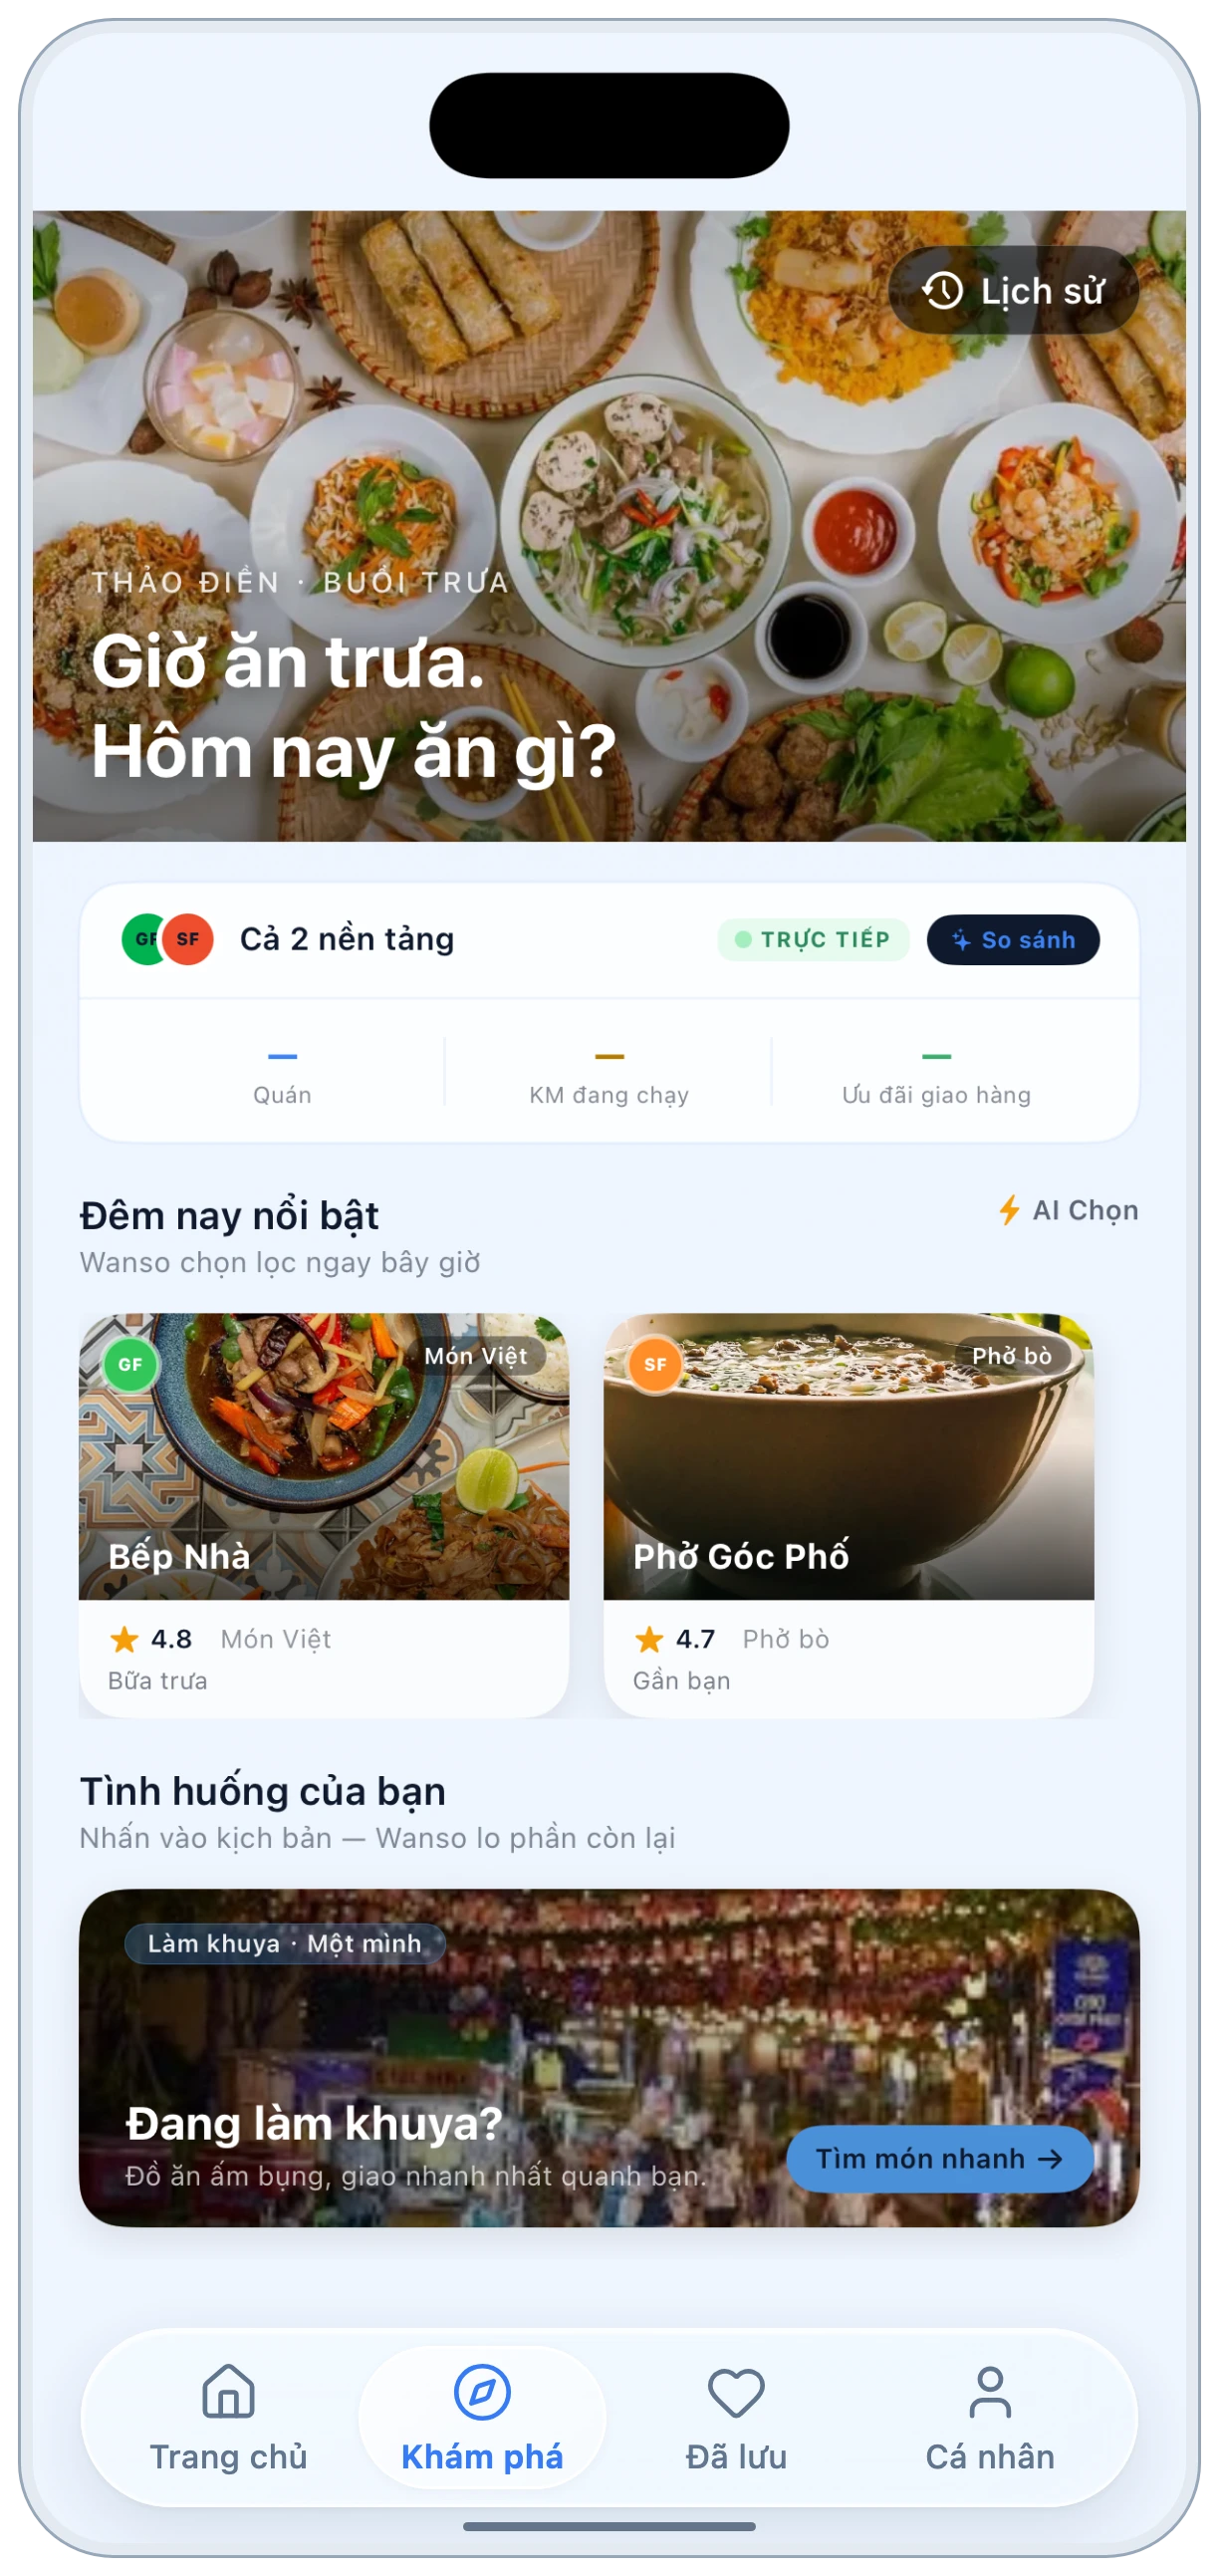 Lịch sử
THẢO ĐIỀN · BUỔI TRƯA
Giờ ăn trưa.
Hôm nay ăn gì?
GF SF Cả 2 nền tảng TRỰC TIẾP So sánh
— — —
Quán KM đang chạy Ưu đãi giao hàng
Đêm nay nổi bật AI Chọn
Wanso chọn lọc ngay bây giờ
GF Món Việt
Bếp Nhà
4.8 Món Việt
Bữa trưa
SF Phở bò
Phở Góc Phố
4.7 Phở bò
Gần bạn
Tình huống của bạn
Nhấn vào kịch bản — Wanso lo phần còn lại
Làm khuya · Một mình
Đang làm khuya?
Đồ ăn ấm bụng, giao nhanh nhất quanh bạn.
Tìm món nhanh →
Trang chủ Khám phá Đã lưu Cá nhân